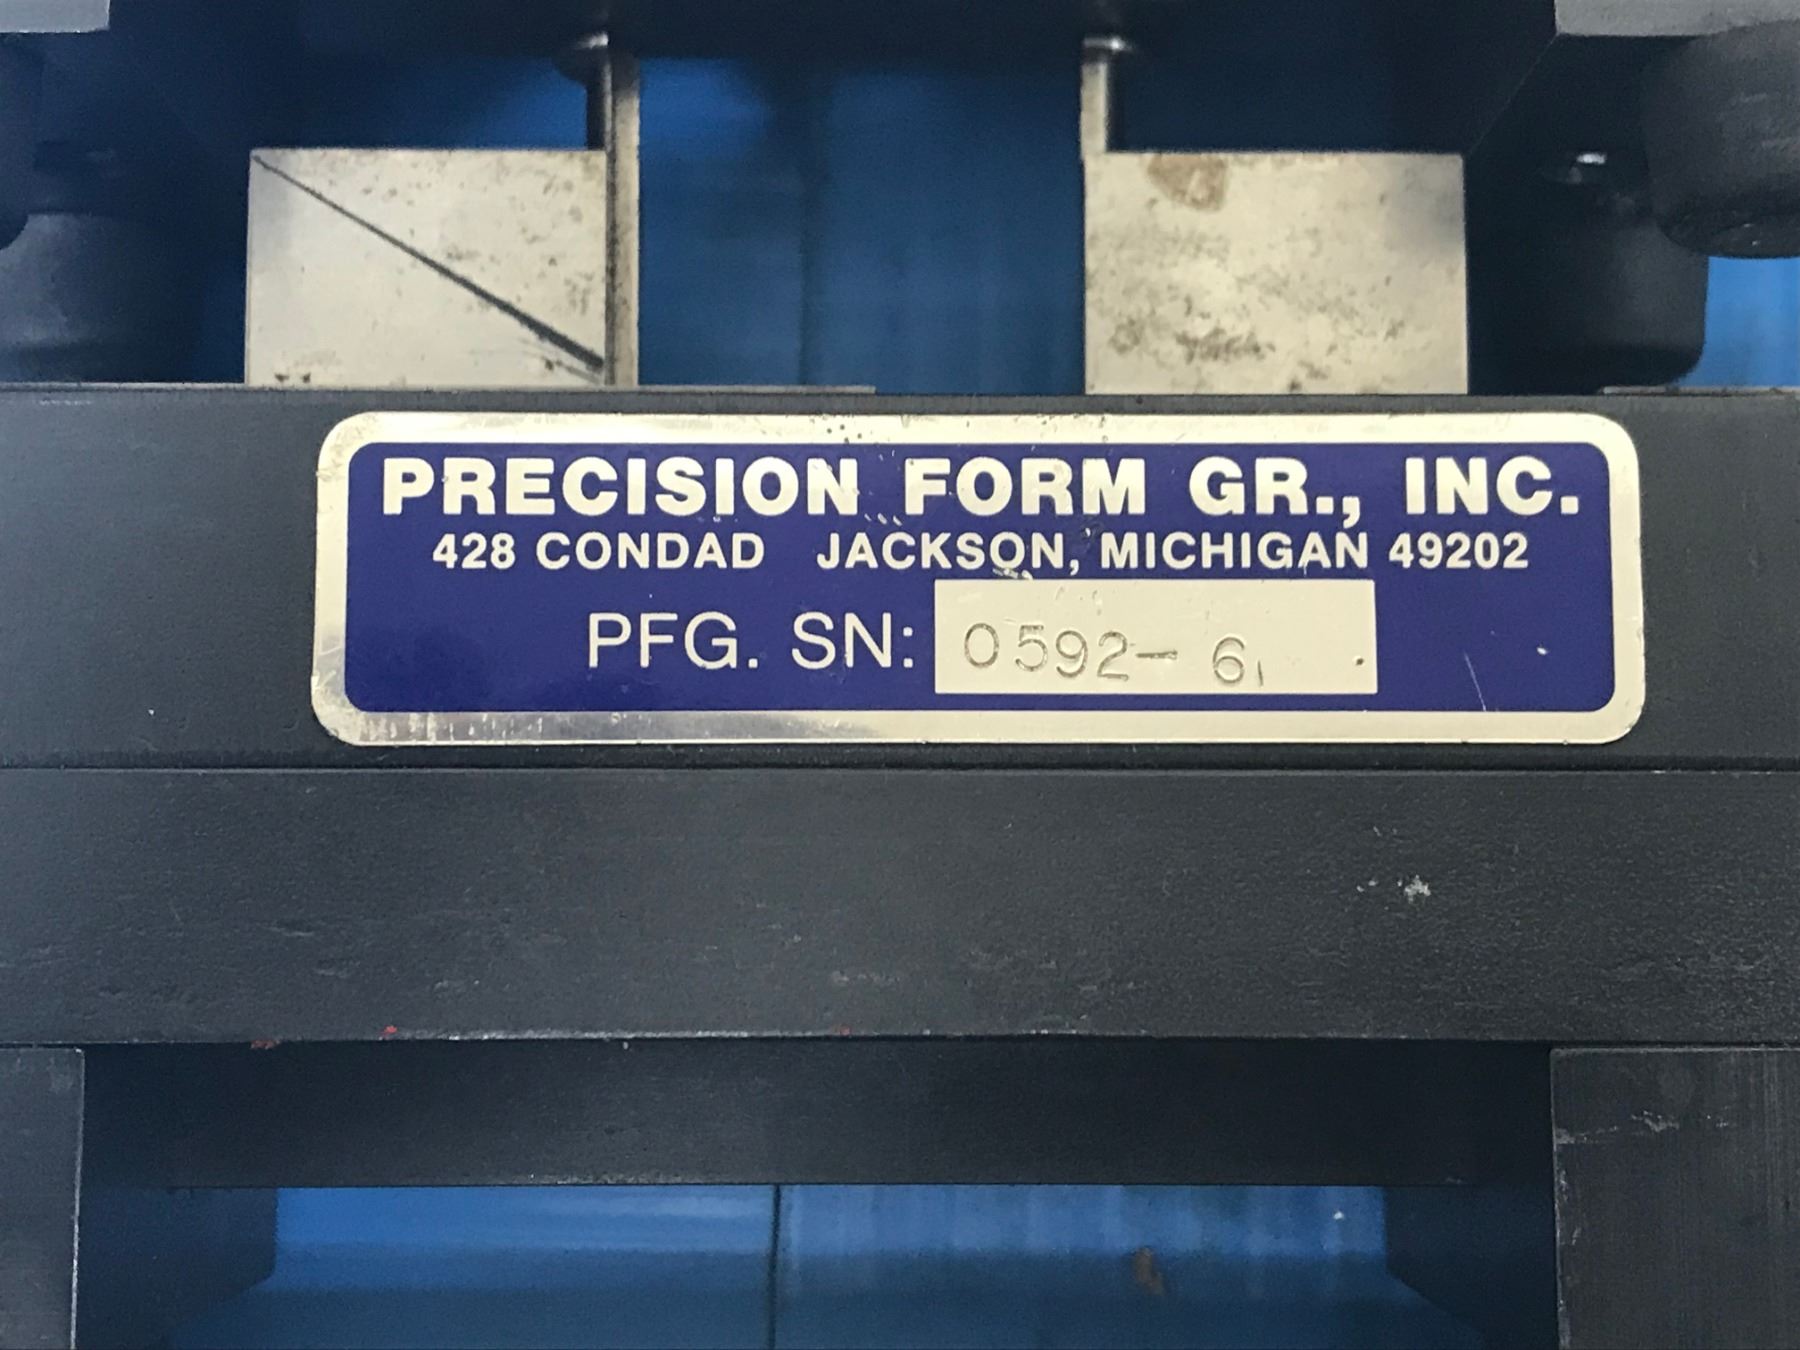 PRECISION FORM GR., INC.
428 CONDAD JACKSON, MICHIGAN 49202
PFG. SN: 0592-6